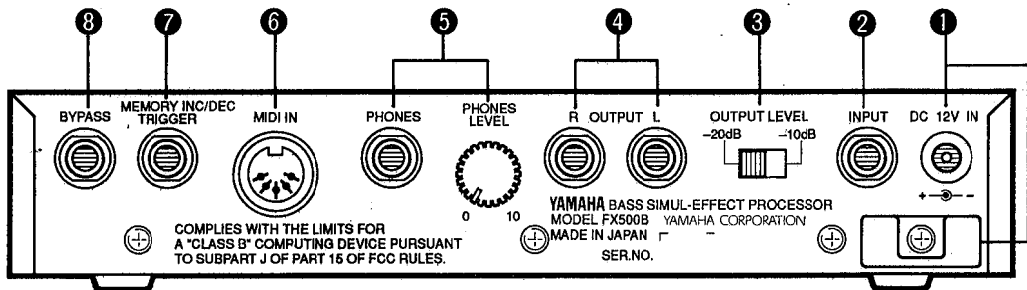 8 7 6 5 4 3 2 1
BYPASS
MEMORY INC/DEC
TRIGGER
MIDI IN
PHONES
PHONES
LEVEL
0 10
R OUTPUT L
OUTPUT LEVEL
–20dB –10dB
INPUT
DC 12V IN
+ -
YAMAHA BASS SIMUL-EFFECT PROCESSOR
MODEL FX500B YAMAHA CORPORATION
MADE IN JAPAN
SER.NO.
COMPLIES WITH THE LIMITS FOR
A "CLASS B" COMPUTING DEVICE PURSUANT
TO SUBPART J OF PART 15 OF FCC RULES.